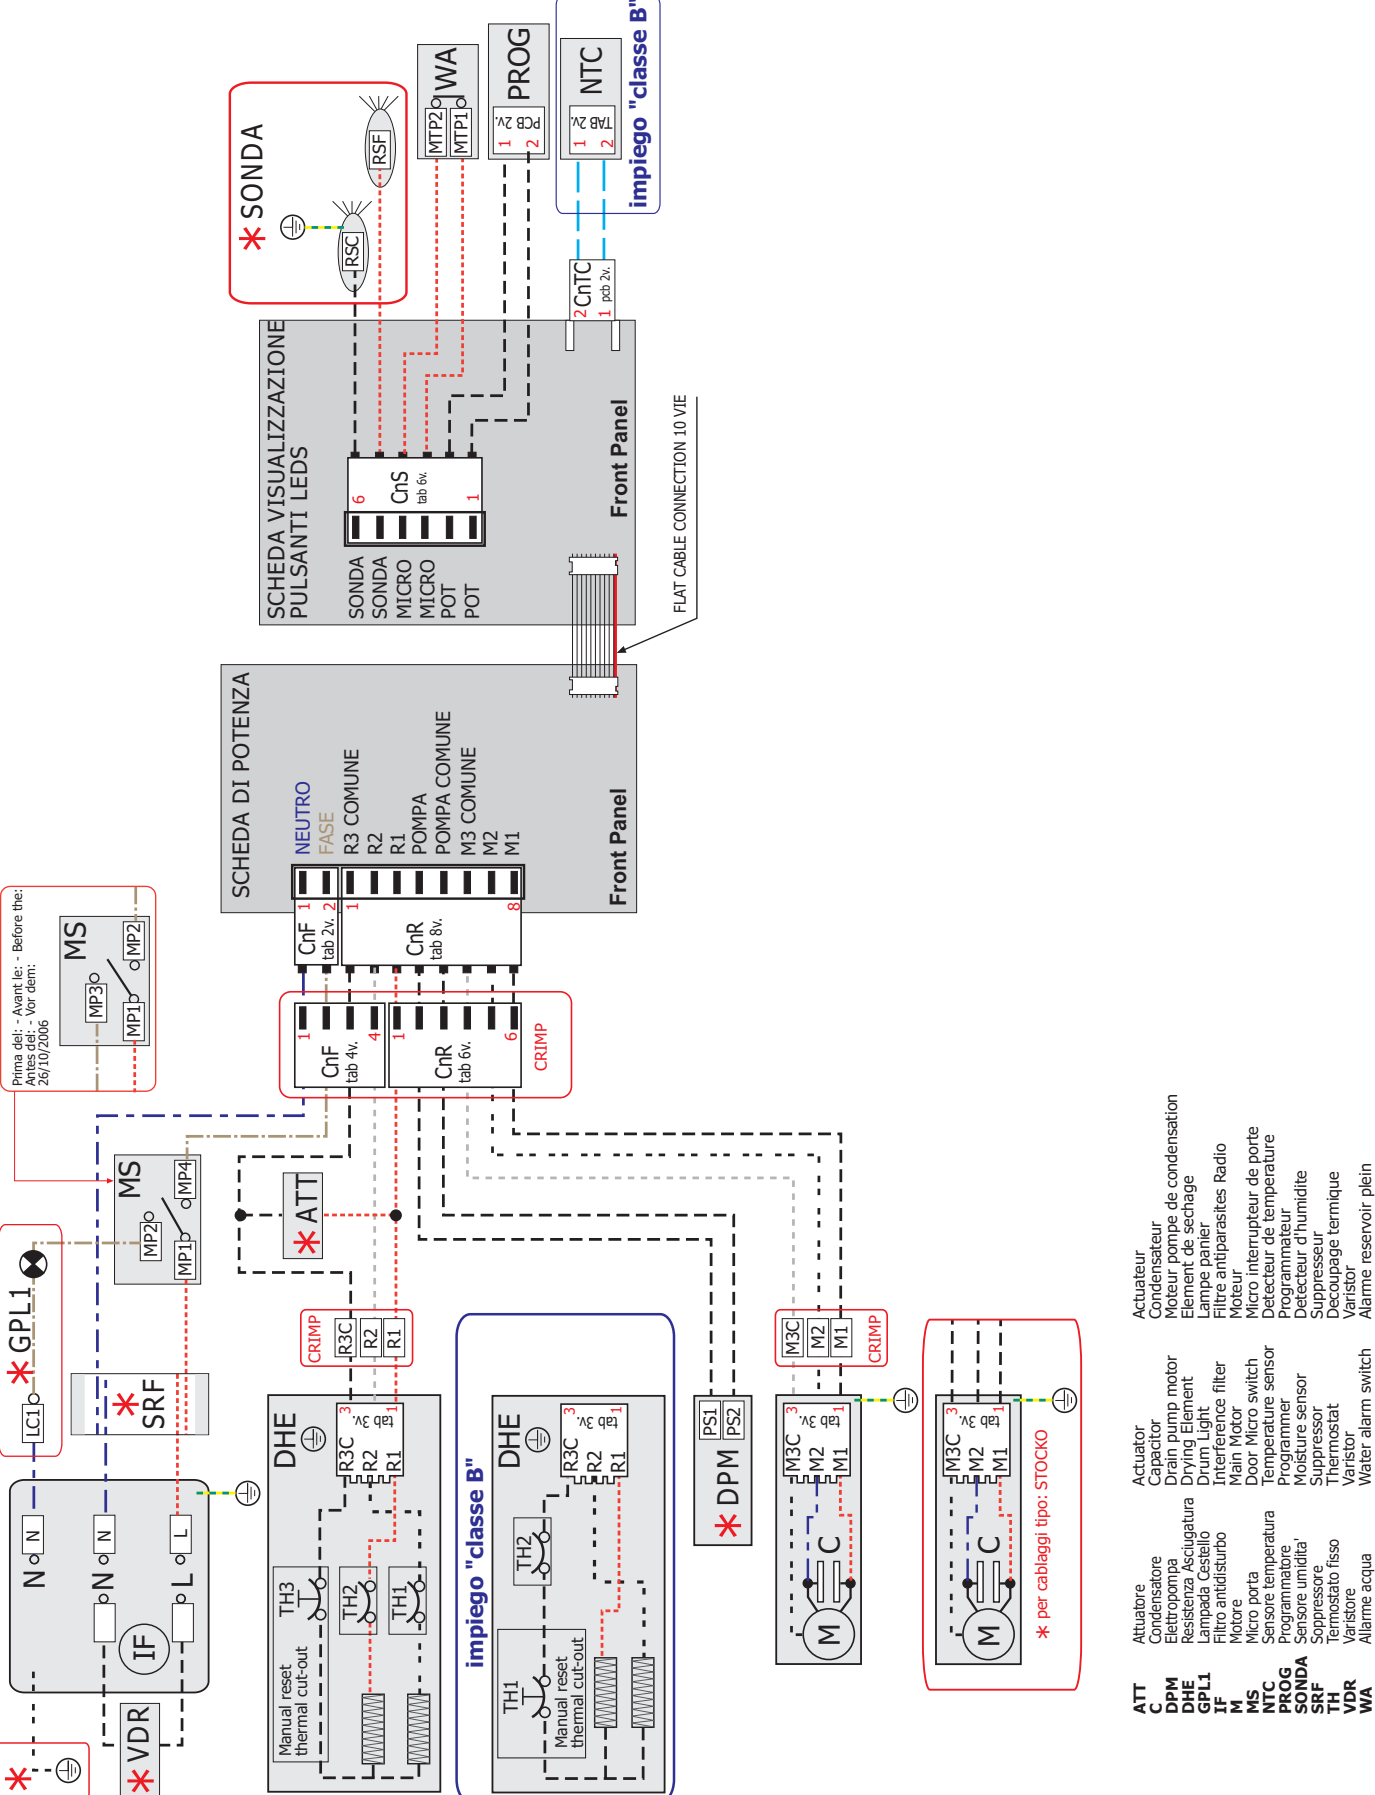 Prima del: - Avant le: - Before the:
Antes del: - Vor dem:
26/10/2006
MS
MP3
MP2
MP1
MS
MP2
MP4
MP1
* GPL1
LC1
* SRF
N
N
L
N
N
L
IF
*
* VDR
SCHEDA DI POTENZA
NEUTRO
FASE
R3 COMUNE
R2
R1
POMPA
POMPA COMUNE
M3 COMUNE
M2
M1
Front Panel
CnF
tab 2v.
1
2
CnR
tab 8v.
1
8
CnF
tab 4v.
1
4
CnR
tab 6v.
1
6
CRIMP
SCHEDA VISUALIZZAZIONE
PULSANTI LEDS
SONDA
SONDA
MICRO
MICRO
POT
POT
6
CnS
tab 6v.
1
Front Panel
FLAT CABLE CONNECTION 10 VIE
* SONDA
RSC
RSF
WA
MTP2
MTP1
PROG
PCB 2v.
1
2
NTC
TAB 2v.
1
2
impiego "classe B"
CnTC
pcb 2v.
2
1
* ATT
CRIMP
R3C
R2
R1
DHE
3
tab 3v.
1
R3C
R2
R1
TH3
TH2
TH1
Manual reset
thermal cut-out
impiego "classe B"
DHE
3
tab 3v.
1
R3C
R2
R1
TH2
TH1
Manual reset
thermal cut-out
* DPM
PS1
PS2
M3C
M2
M1
CRIMP
3
tab 3v.
1
M3C
M2
M1
C
M
3
tab 3v.
1
M3C
M2
M1
C
M
* per cablaggi tipo: STOCKO
ATT Attuatore Actuator Actuateur
C Condensatore Capacitor Condensateur
DPM Elettropompa Drain pump motor Moteur pompe de condensation
DHE Resistenza Asciugatura Drying Element Element de sechage
GPL1 Lampada Cestello Drum Light Lampe panier
IF Filtro antidisturbo Interference filter Filtre antiparasites Radio
M Motore Main Motor Moteur
MS Micro porta Door Micro switch Micro interrupteur de porte
NTC Sensore temperatura Temperature sensor Detecteur de temperature
PROG Programmatore Programmer Programmateur
SONDA Sensore umidita' Moisture sensor Detecteur d'humidite
SRF Soppressore Suppressor Suppresseur
TH Termostato fisso Thermostat Decoupage termique
VDR Varistore Varistor Varistor
WA Allarme acqua Water alarm switch Alarme reservoir plein